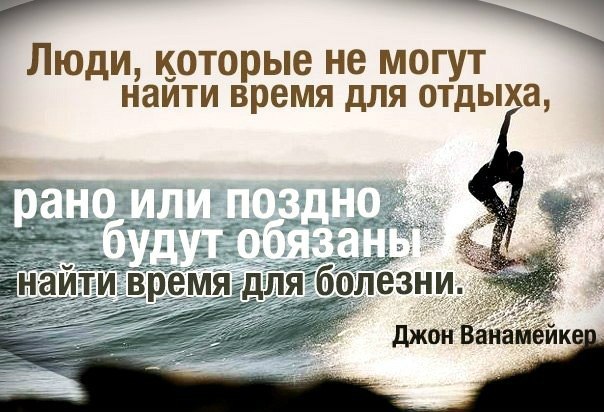 Люди, которые не могут
найти время для отдыха,
рано или поздно
будут обязаны
найти время для болезни.
Джон Ванамейкер